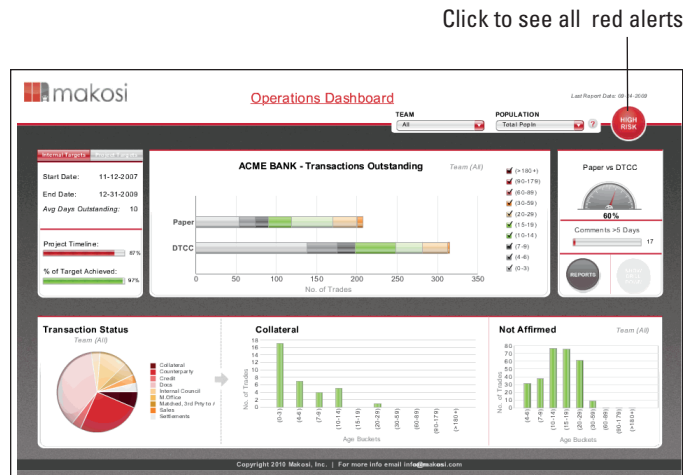 Click to see all red alerts
makosi
Operations Dashboard
Last Report Date: 09-14-2009
TEAM
All
POPULATION
Total Popln
?
HIGH
RISK
Internal Targets
Project Targets
Start Date: 11-12-2007
End Date: 12-31-2009
Avg Days Outstanding: 10
Project Timeline:
87%
% of Target Achieved:
97%
ACME BANK - Transactions Outstanding
Team (All)
Paper
DTCC
0 50 100 150 200 250 300 350
No. of Trades
(>180+)
(90-179)
(60-89)
(30-59)
(20-29)
(15-19)
(10-14)
(7-9)
(4-6)
(0-3)
Paper vs DTCC
60%
Comments >5 Days
17
REPORTS
Transaction Status
Team (All)
Collateral
Counterparty
Credit
Docs
Internal Council
M.Office
Matched, 3rd Prty to /
Sales
Settlements
Collateral
No. of Trades
18
16
14
12
10
8
6
4
2
0
(0-3)
(4-6)
(7-9)
(10-14)
(15-19)
(20-29)
(30-59)
(60-89)
(90-179)
(>180+)
Age Buckets
Not Affirmed
Team (All)
No. of Trades
80
70
60
50
40
30
20
10
0
(4-6)
(7-9)
(10-14)
(15-19)
(20-29)
(30-59)
(60-89)
(90-179)
(>180+)
Age Buckets
Copyright 2010 Makosi, Inc. | For more info email info@makosi.com